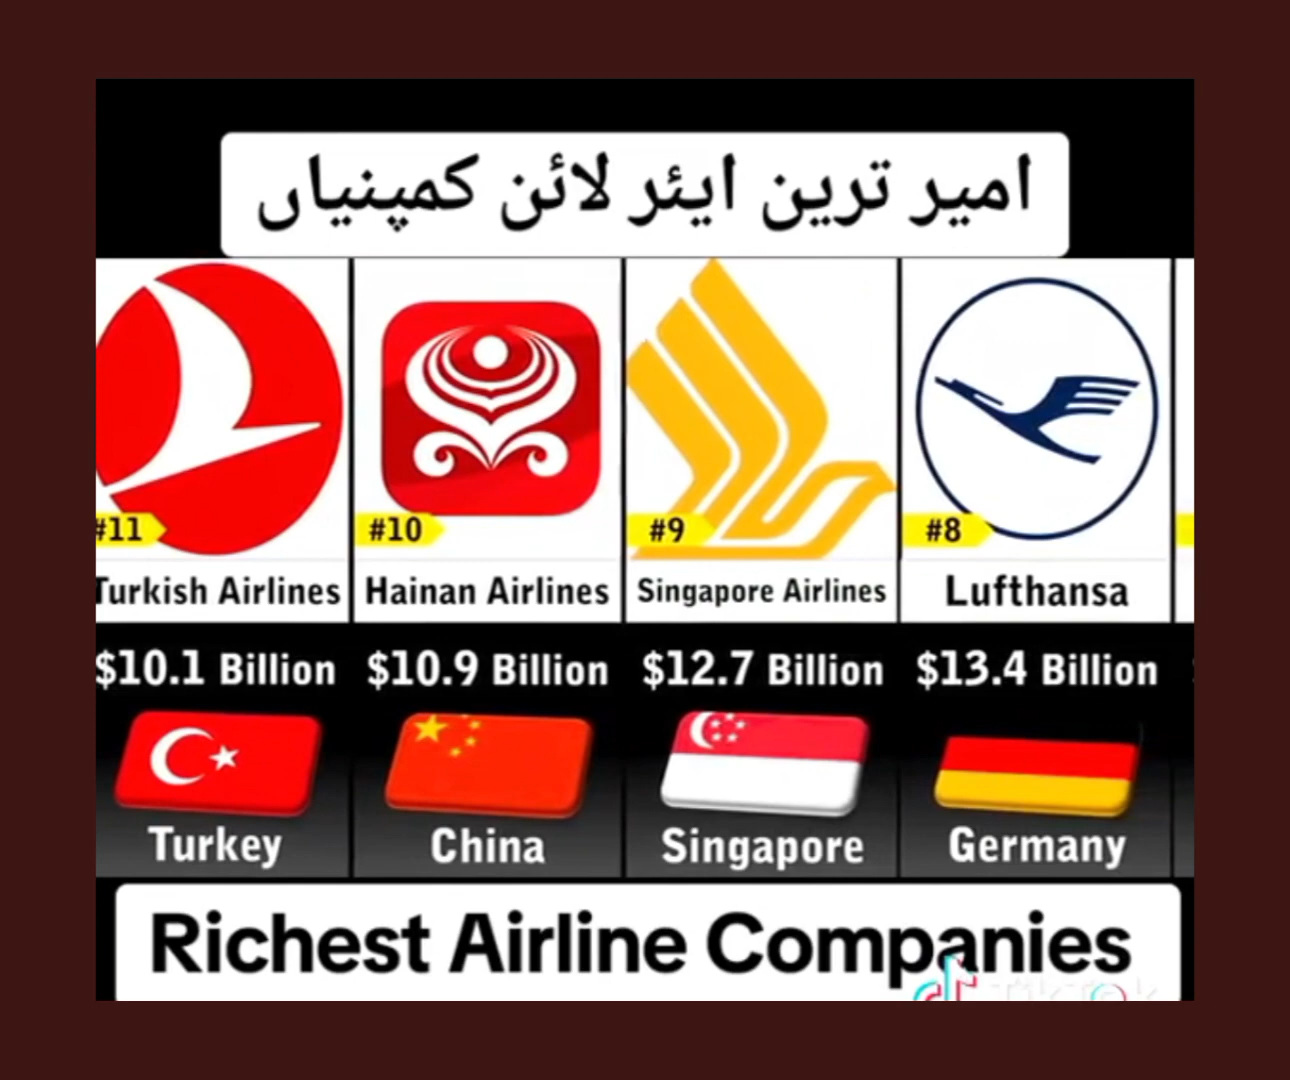 امیر ترین ایئر لائن کمپنیاں
#11 #10 #9 #8
Turkish Airlines Hainan Airlines Singapore Airlines Lufthansa
$10.1 Billion $10.9 Billion $12.7 Billion $13.4 Billion
Turkey China Singapore Germany
Richest Airline Companies
TikTok